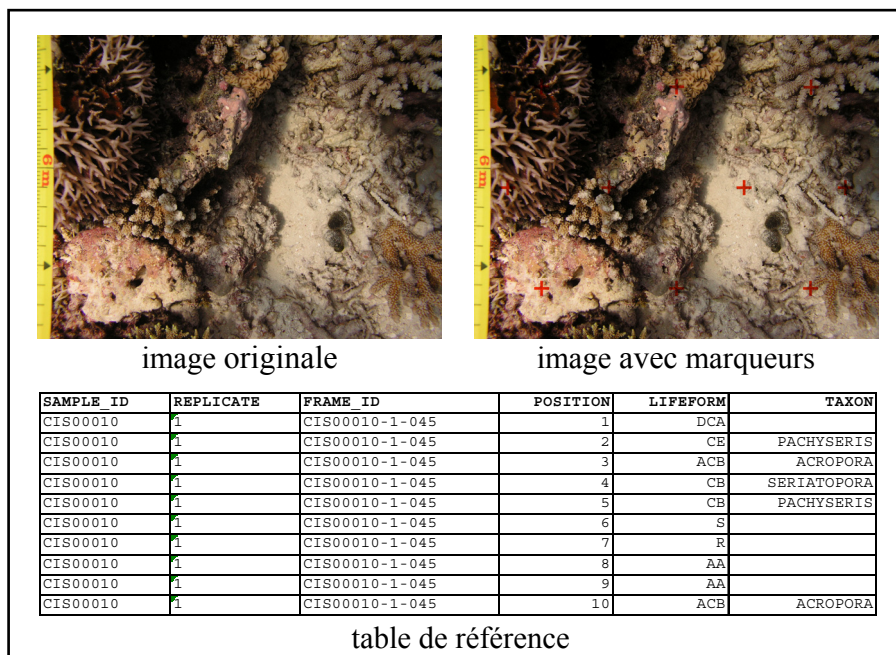 6 m
6 m
image originale
image avec marqueurs
SAMPLE_ID REPLICATE FRAME_ID POSITION LIFEFORM TAXON
CIS00010 1 CIS00010-1-045 1 DCA
CIS00010 1 CIS00010-1-045 2 CE PACHYSERIS
CIS00010 1 CIS00010-1-045 3 ACB ACROPORA
CIS00010 1 CIS00010-1-045 4 CB SERIATOPORA
CIS00010 1 CIS00010-1-045 5 CB PACHYSERIS
CIS00010 1 CIS00010-1-045 6 S
CIS00010 1 CIS00010-1-045 7 R
CIS00010 1 CIS00010-1-045 8 AA
CIS00010 1 CIS00010-1-045 9 AA
CIS00010 1 CIS00010-1-045 10 ACB ACROPORA
table de référence